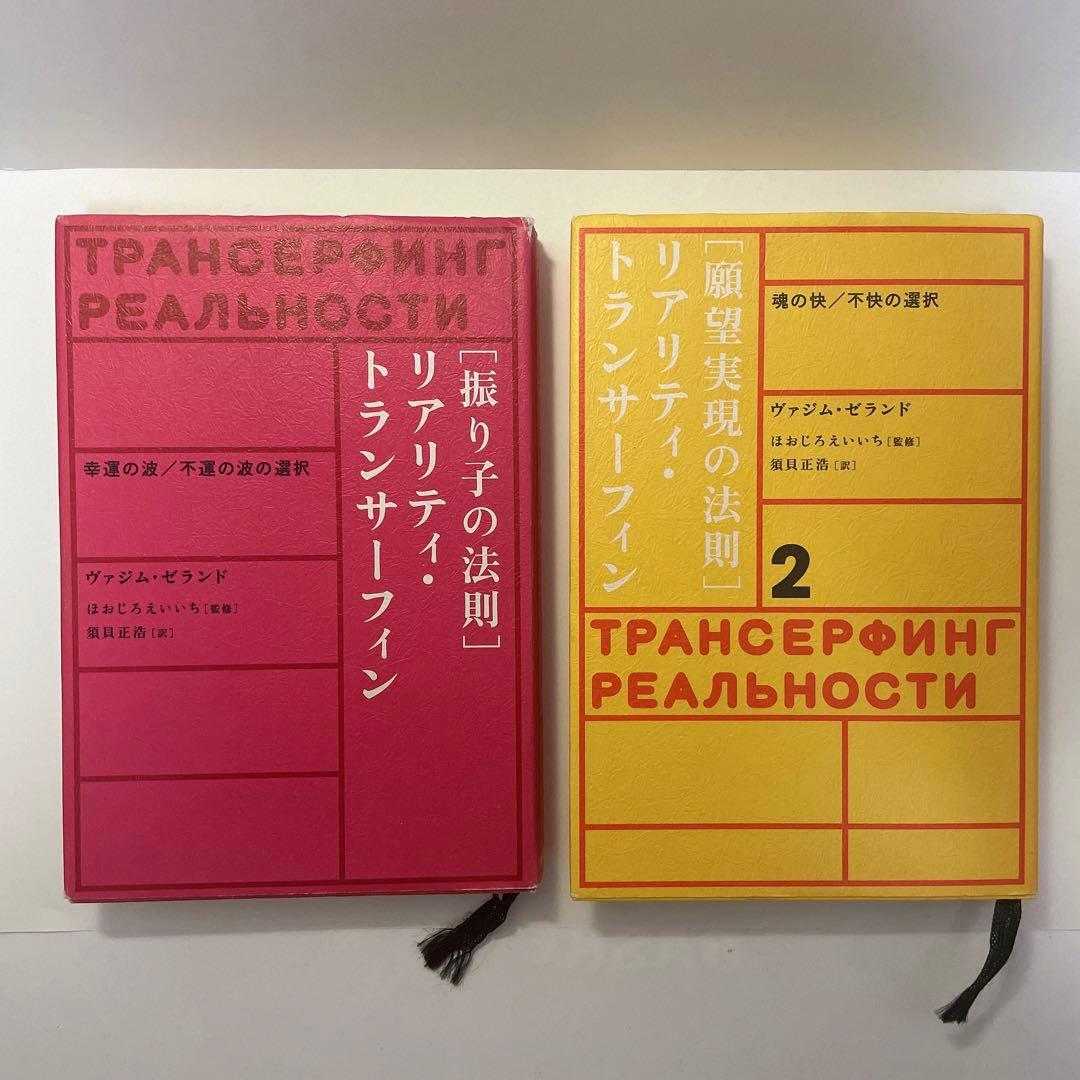 ТРАНСЕРФИНГ
РЕАЛЬНОСТИ
[振り子の法則]
リアリティ・
トランサーフィン
幸運の波/不運の波の選択
ヴァジム・ゼランド
ほおじろえいいち[監修]
須貝正浩[訳]
[願望実現の法則]
リアリティ・
トランサーフィン
魂の快/不快の選択
ヴァジム・ゼランド
ほおじろえいいち[監修]
須貝正浩[訳]
2
ТРАНСЕРФИНГ
РЕАЛЬНОСТИ